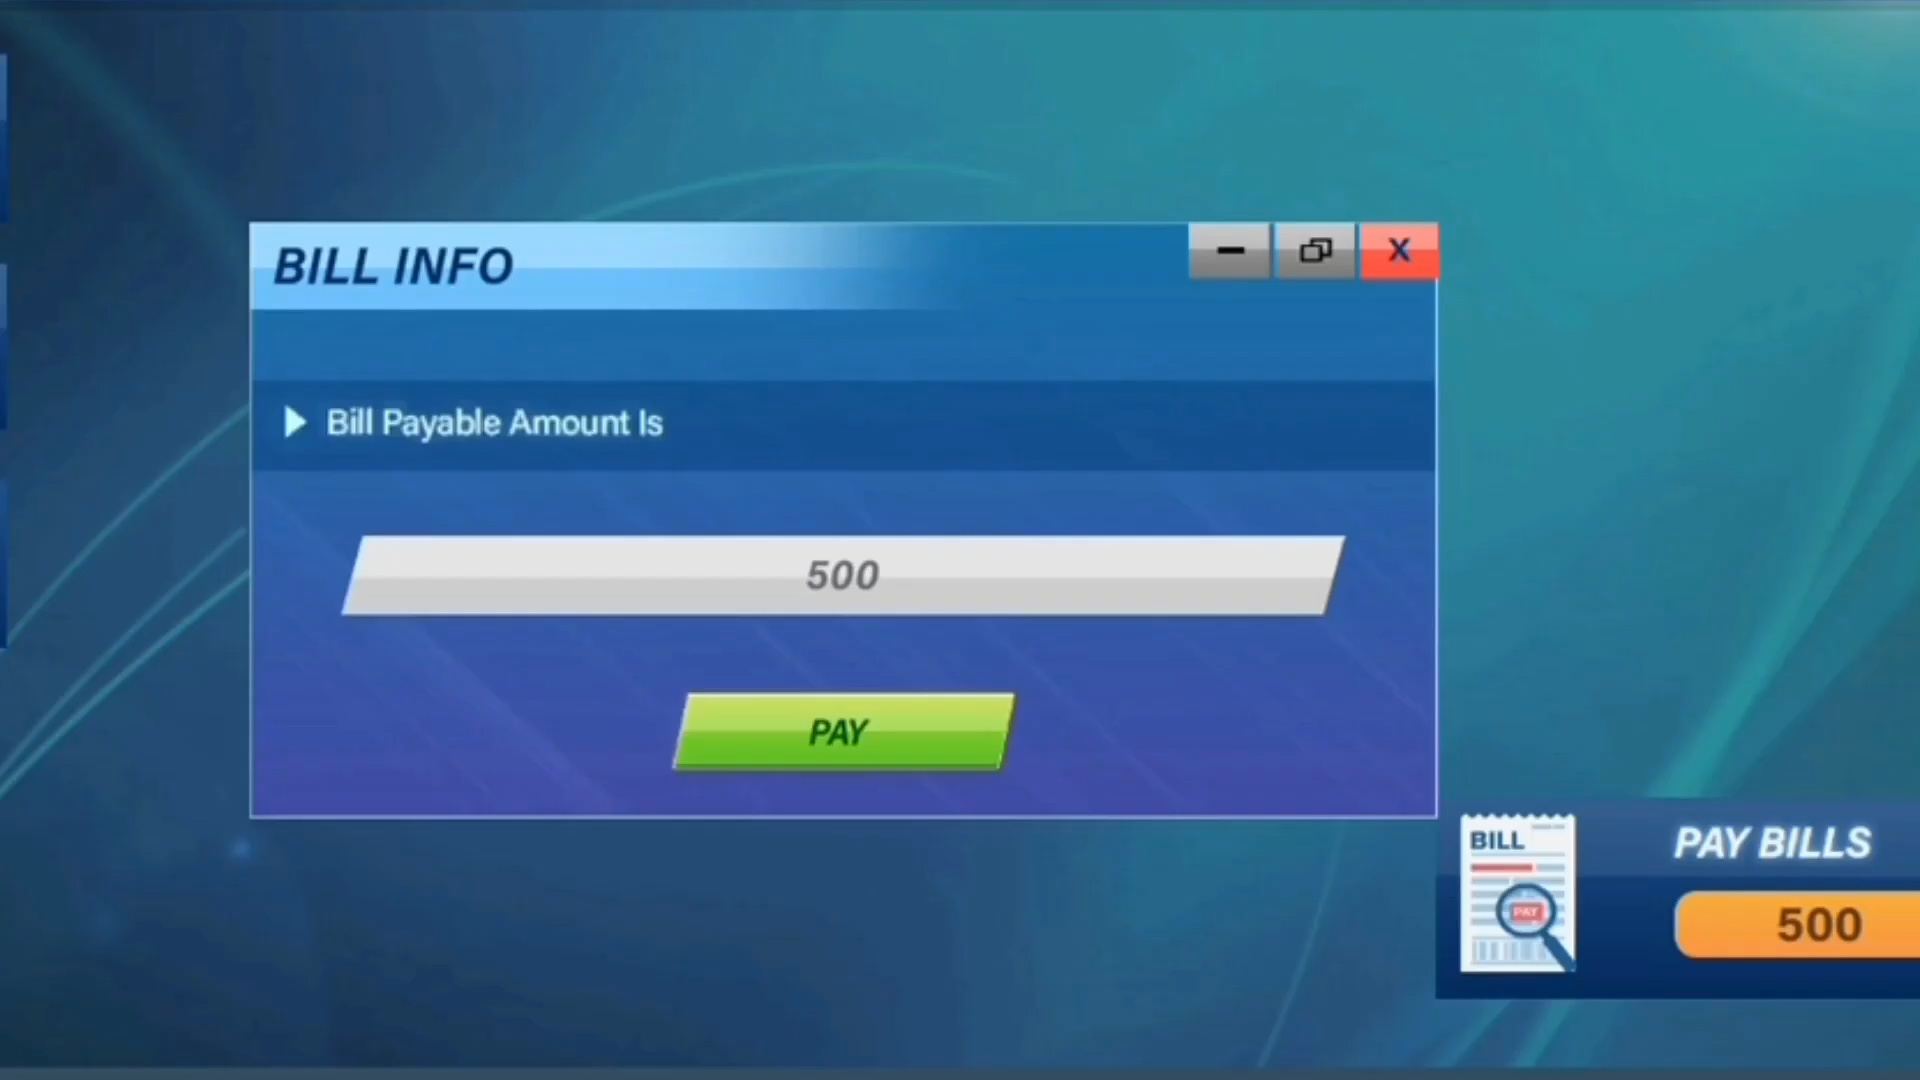 BILL INFO
X
Bill Payable Amount Is
500
PAY
BILL
PAY
PAY BILLS
500